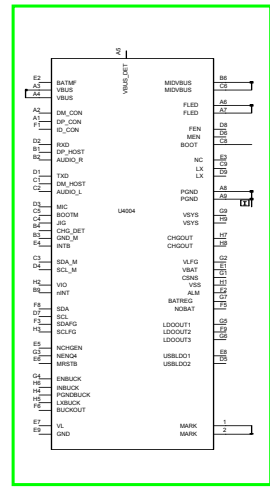 A5
VBUS_DET
E2 BATMF MIDVBUS B6
A3 VBUS MIDVBUS C6
A4 VBUS
FLED A6
A2 DM_CON FLED A7
A1 DP_CON
F1 ID_CON FEN D8
MEN D6
D2 RXD BOOT C8
B1 DP_HOST
B2 AUDIO_R NC E3
LX C9
D1 TXD LX D9
C1 DM_HOST
C2 AUDIO_L PGND A8
PGND A9
D3 MIC
C5 BOOTM U4004 VSYS G9
C4 JIG VSYS H9
B4 CHG_DET
B3 GND_M CHGOUT H7
E4 INTB CHGOUT H8
C3 SDA_M VLFG G2
D4 SCL_M VBAT E1
CSNS G1
H2 VIO VSS H1
B9 nINT ALM F2
BATREG G7
F8 SDA NOBAT F5
D7 SCL
F3 SDAFG LDOOUT1 G5
H3 SCLFG LDOOUT2 F9
LDOOUT3 G6
E5 NCHGEN
G3 NENQ4 USBLDO1 E8
E6 MRSTB USBLDO2 D5
G4 ENBUCK
H6 INBUCK
H4 PGNDBUCK
H5 LXBUCK
F6 BUCKOUT
E7 VL MARK 1
E9 GND MARK 2